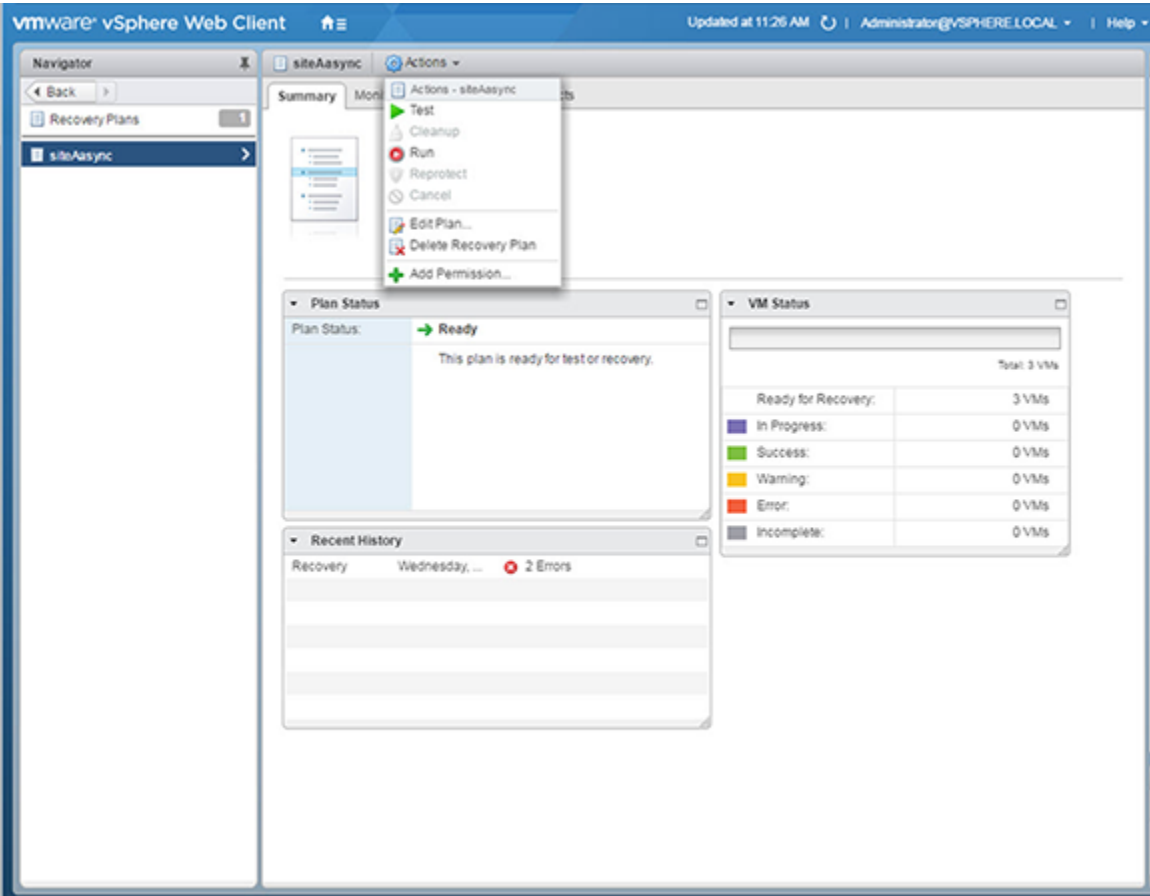 vmware® vSphere Web Client Updated at 11:26 AM | Administrator@VSPHERE.LOCAL | Help
Navigator
Back
Recovery Plans 1
siteAasync
siteAasync Actions
Summary Moni cts
Actions - siteAasync
Test
Cleanup
Run
Reprotect
Cancel
Edit Plan...
Delete Recovery Plan
Add Permission...
Plan Status
Plan Status: Ready
This plan is ready for test or recovery.
VM Status
Total: 3 VMs
Ready for Recovery: 3 VMs
In Progress: 0 VMs
Success: 0 VMs
Warning: 0 VMs
Error: 0 VMs
Incomplete: 0 VMs
Recent History
Recovery Wednesday, ... 2 Errors